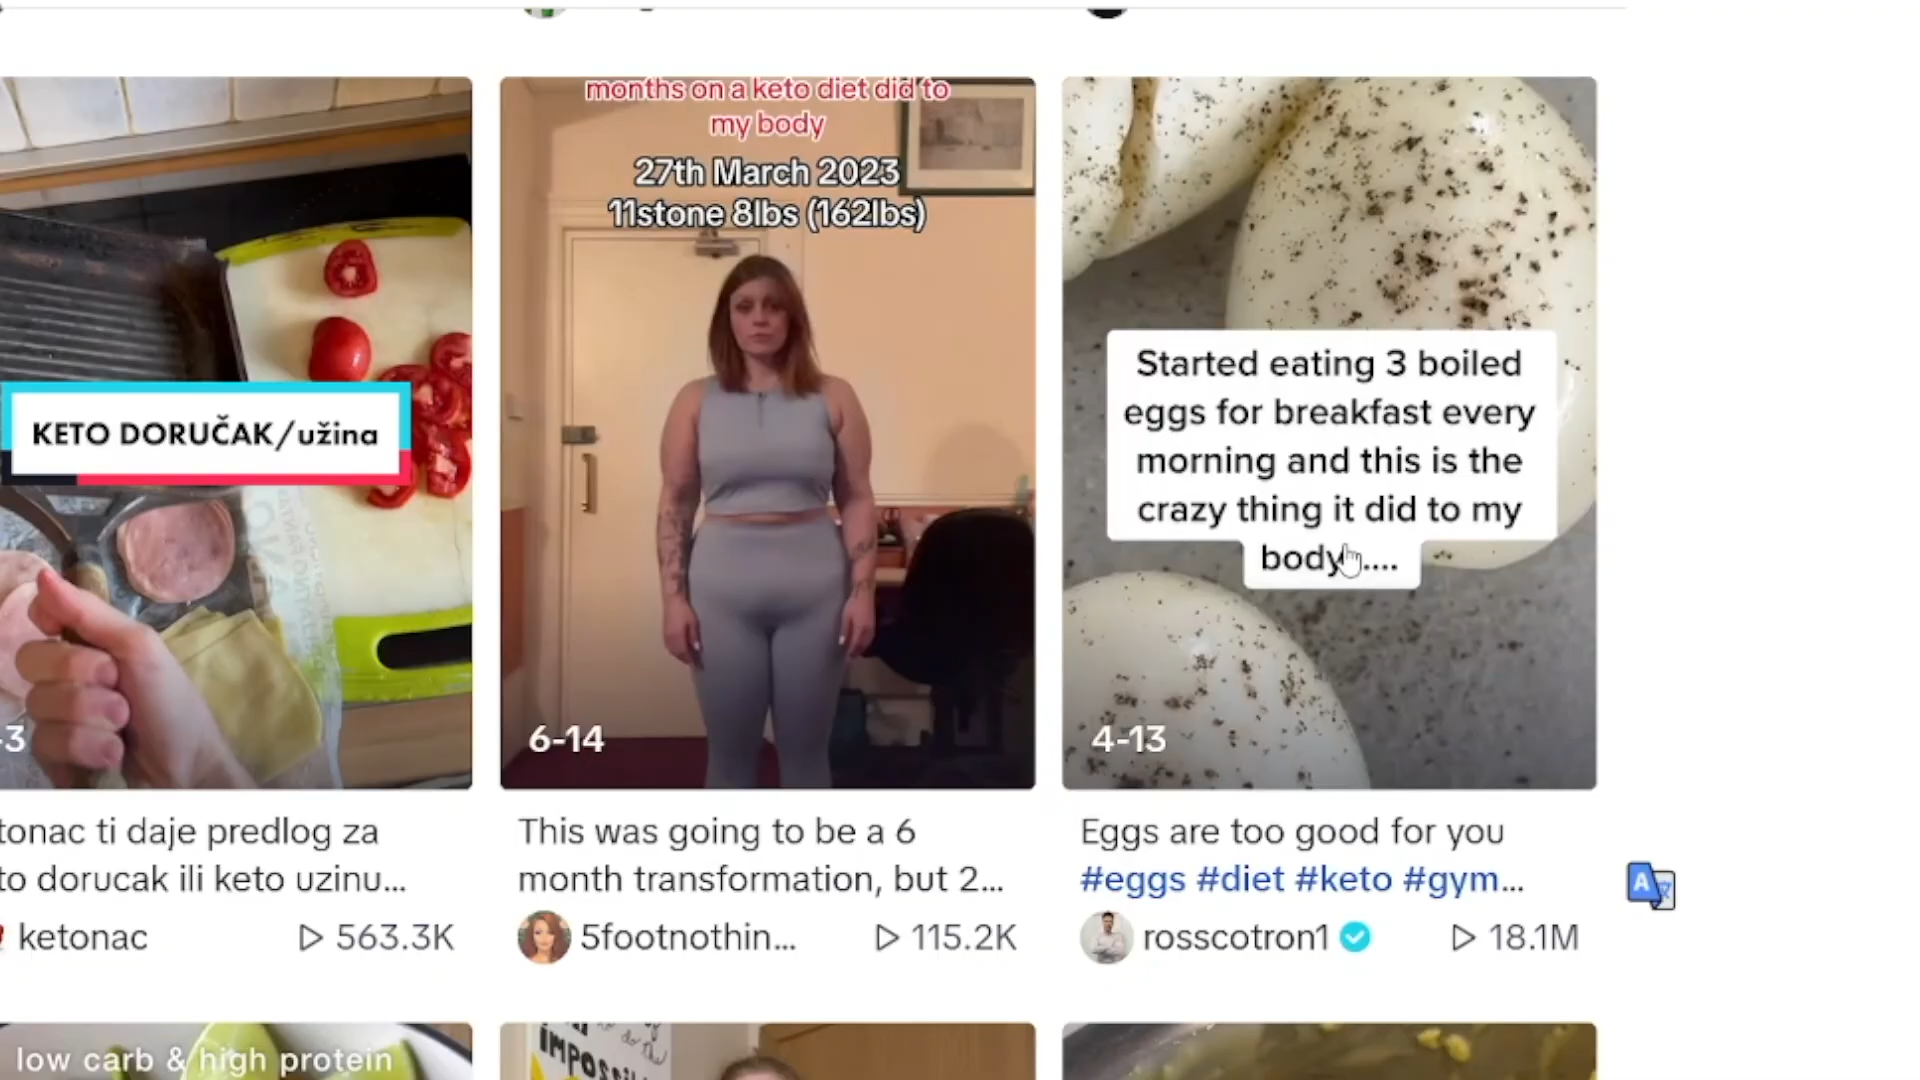 KETO DORUČAK/užina
-3
tonac ti daje predlog za
to dorucak ili keto uzinu...
ketonac
563.3K
months on a keto diet did to
my body
27th March 2023
11stone 8lbs (162lbs)
6-14
This was going to be a 6
month transformation, but 2...
5footnothin...
115.2K
Started eating 3 boiled
eggs for breakfast every
morning and this is the
crazy thing it did to my
body....
4-13
Eggs are too good for you
#eggs #diet #keto #gym...
rosscotron1
18.1M
A
low carb & high protein
do the
IMPOSSI